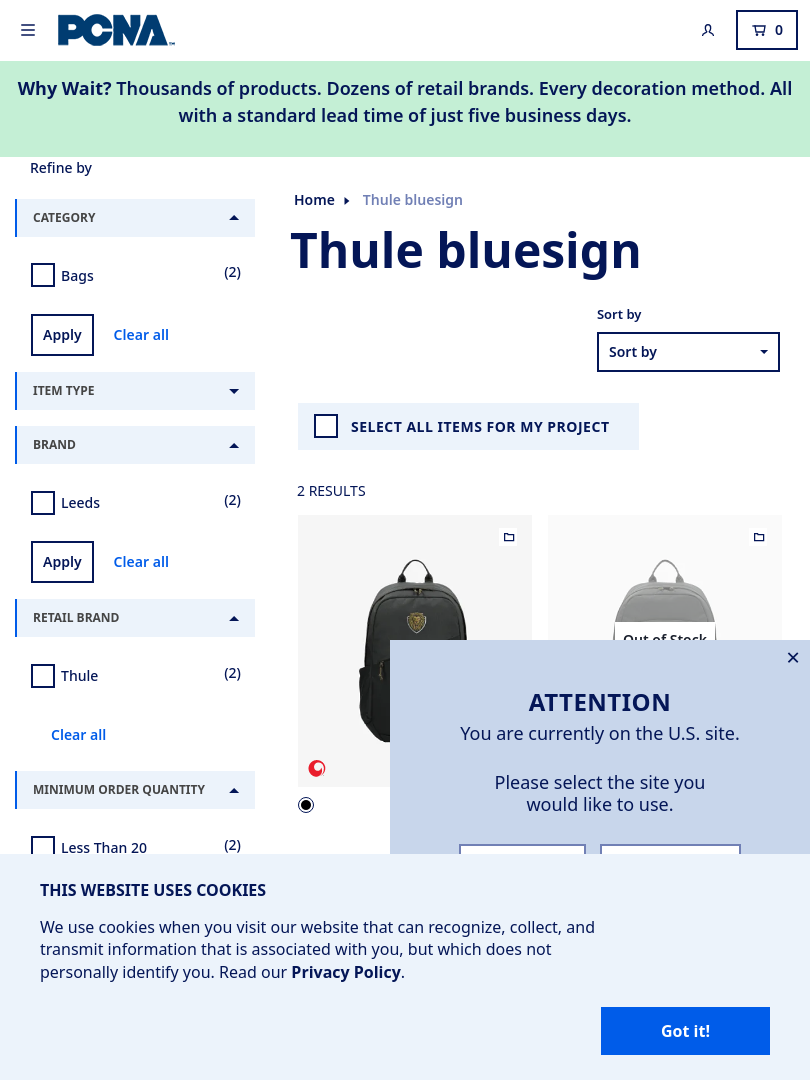 PCNA
0
Why Wait? Thousands of products. Dozens of retail brands. Every decoration method. All
with a standard lead time of just five business days.
Refine by
CATEGORY
Bags
(2)
Apply
Clear all
ITEM TYPE
BRAND
Leeds
(2)
Apply
Clear all
RETAIL BRAND
Thule
(2)
Clear all
MINIMUM ORDER QUANTITY
Less Than 20
(2)
Home
Thule bluesign
Thule bluesign
Sort by
Sort by
SELECT ALL ITEMS FOR MY PROJECT
2 RESULTS
Out of Stock
ATTENTION
You are currently on the U.S. site.
Please select the site you
would like to use.
THIS WEBSITE USES COOKIES
We use cookies when you visit our website that can recognize, collect, and
transmit information that is associated with you, but which does not
personally identify you. Read our Privacy Policy.
Got it!